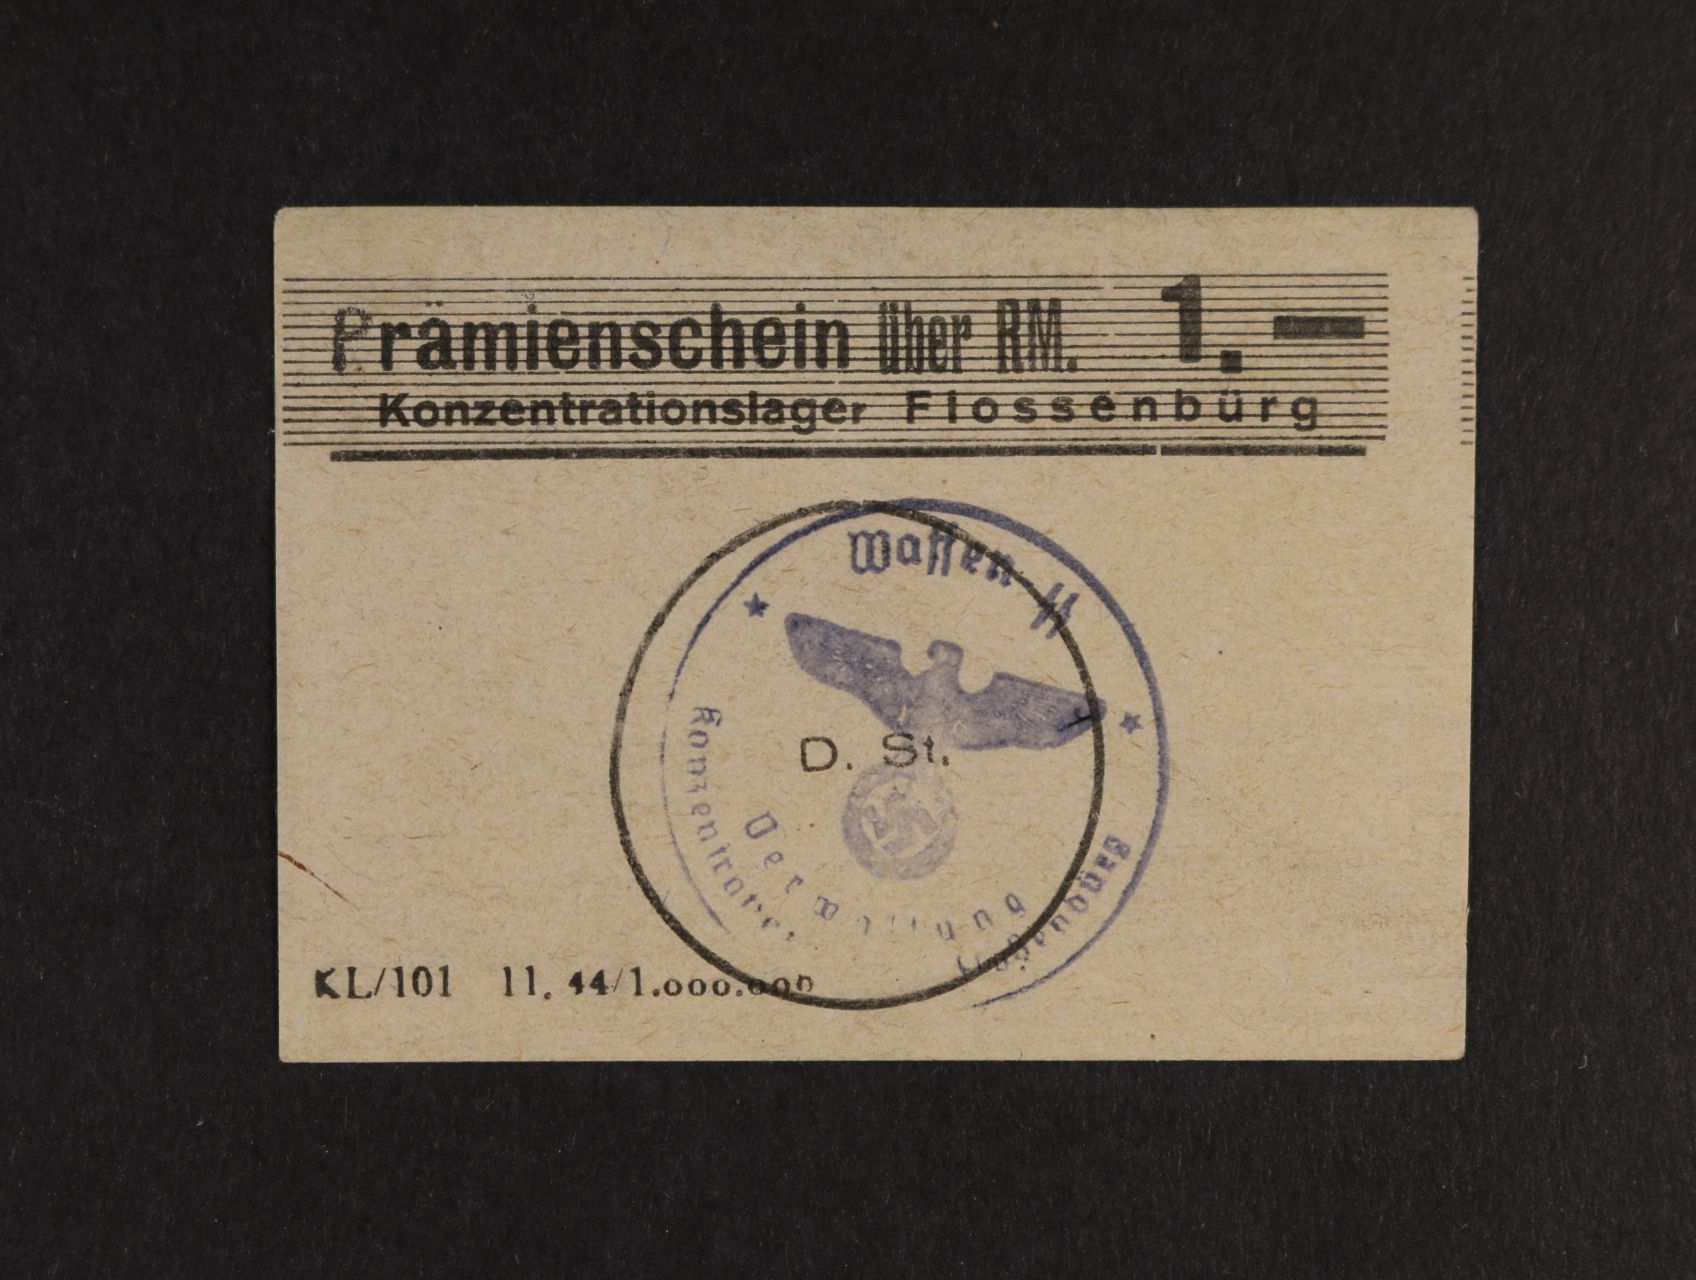 Prämienschein über RM. 1.—
Konzentrationslager Flossenbürg
Waffen SS
D. St.
Verwaltung
KL/101 11. 44/1.000.000